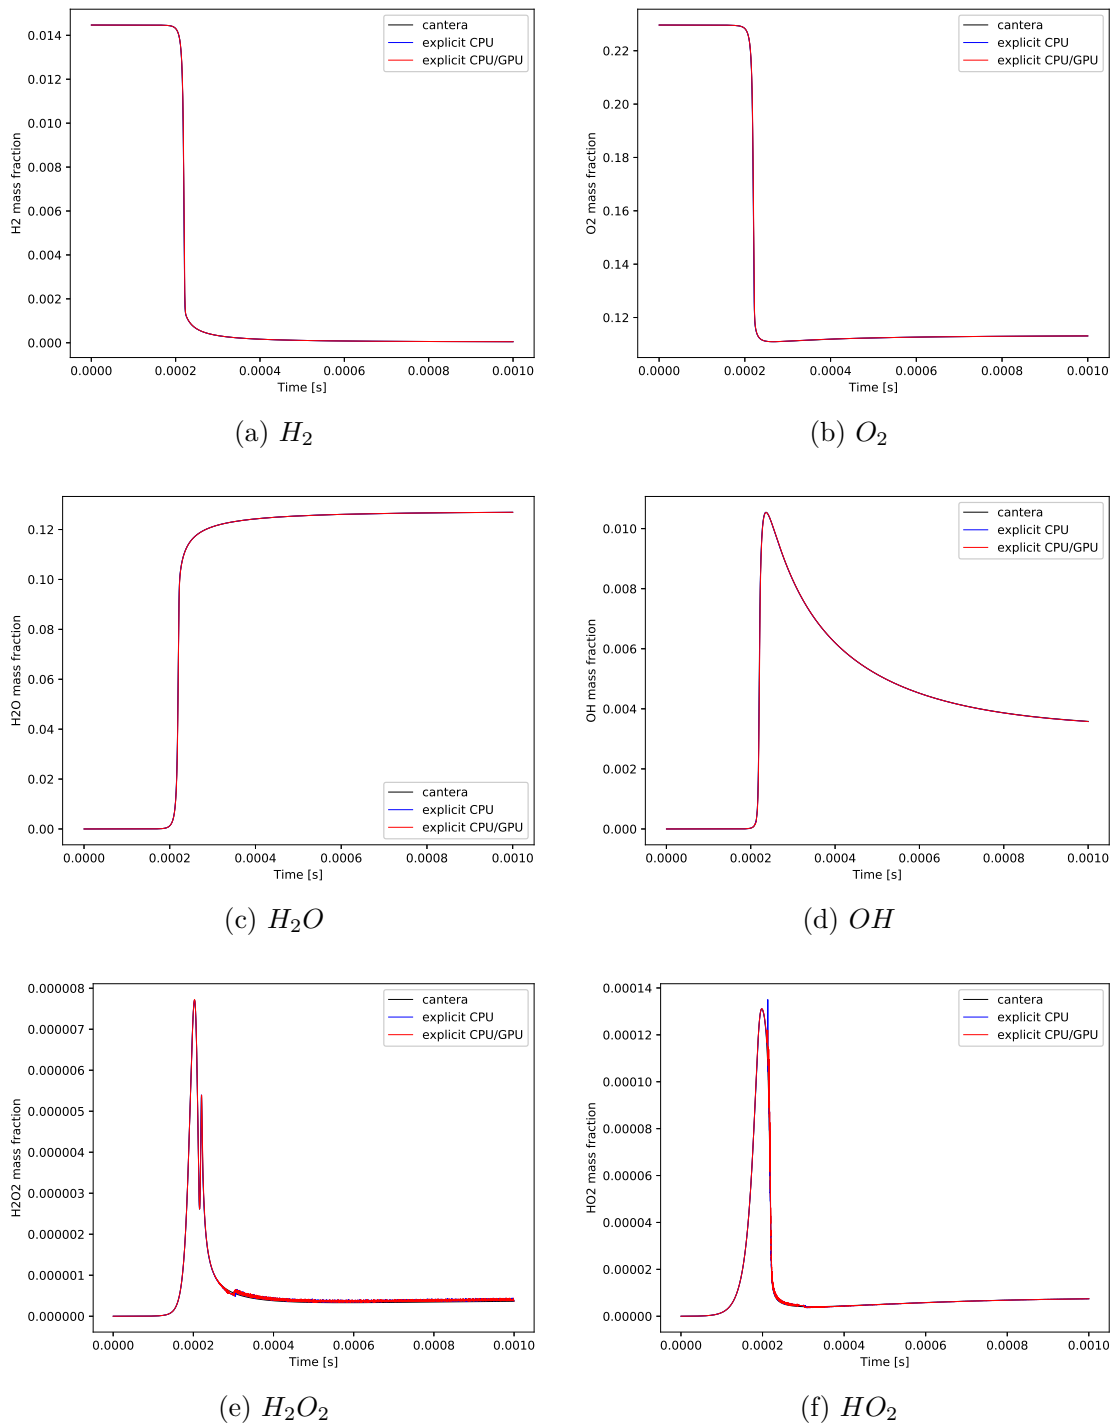 0.014
0.012
0.010
0.008
0.006
0.004
0.002
0.000
H2 mass fraction
cantera
explicit CPU
explicit CPU/GPU
0.0000 0.0002 0.0004 0.0006 0.0008 0.0010
Time [s]
(a) H₂
0.22
0.20
0.18
0.16
0.14
0.12
O2 mass fraction
cantera
explicit CPU
explicit CPU/GPU
0.0000 0.0002 0.0004 0.0006 0.0008 0.0010
Time [s]
(b) O₂
0.12
0.10
0.08
0.06
0.04
0.02
0.00
H2O mass fraction
cantera
explicit CPU
explicit CPU/GPU
0.0000 0.0002 0.0004 0.0006 0.0008 0.0010
Time [s]
(c) H₂O
0.010
0.008
0.006
0.004
0.002
0.000
OH mass fraction
cantera
explicit CPU
explicit CPU/GPU
0.0000 0.0002 0.0004 0.0006 0.0008 0.0010
Time [s]
(d) OH
0.000008
0.000007
0.000006
0.000005
0.000004
0.000003
0.000002
0.000001
0.000000
H2O2 mass fraction
cantera
explicit CPU
explicit CPU/GPU
0.0000 0.0002 0.0004 0.0006 0.0008 0.0010
Time [s]
(e) H₂O₂
0.00014
0.00012
0.00010
0.00008
0.00006
0.00004
0.00002
0.00000
HO2 mass fraction
cantera
explicit CPU
explicit CPU/GPU
0.0000 0.0002 0.0004 0.0006 0.0008 0.0010
Time [s]
(f) HO₂